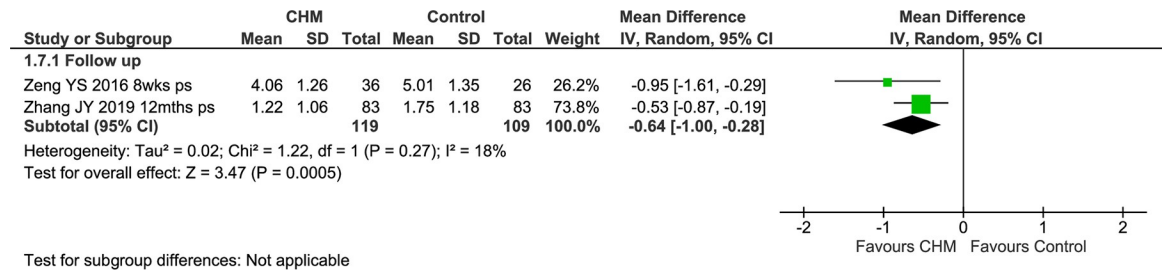 CHM Control Mean Difference Mean Difference
Study or Subgroup Mean SD Total Mean SD Total Weight IV, Random, 95% CI IV, Random, 95% CI
1.7.1 Follow up
Zeng YS 2016 8wks ps 4.06 1.26 36 5.01 1.35 26 26.2% -0.95 [-1.61, -0.29]
Zhang JY 2019 12mths ps 1.22 1.06 83 1.75 1.18 83 73.8% -0.53 [-0.87, -0.19]
Subtotal (95% CI) 119 109 100.0% -0.64 [-1.00, -0.28]
Heterogeneity: Tau² = 0.02; Chi² = 1.22, df = 1 (P = 0.27); I² = 18%
Test for overall effect: Z = 3.47 (P = 0.0005)
-2 -1 0 1 2
Favours CHM Favours Control
Test for subgroup differences: Not applicable